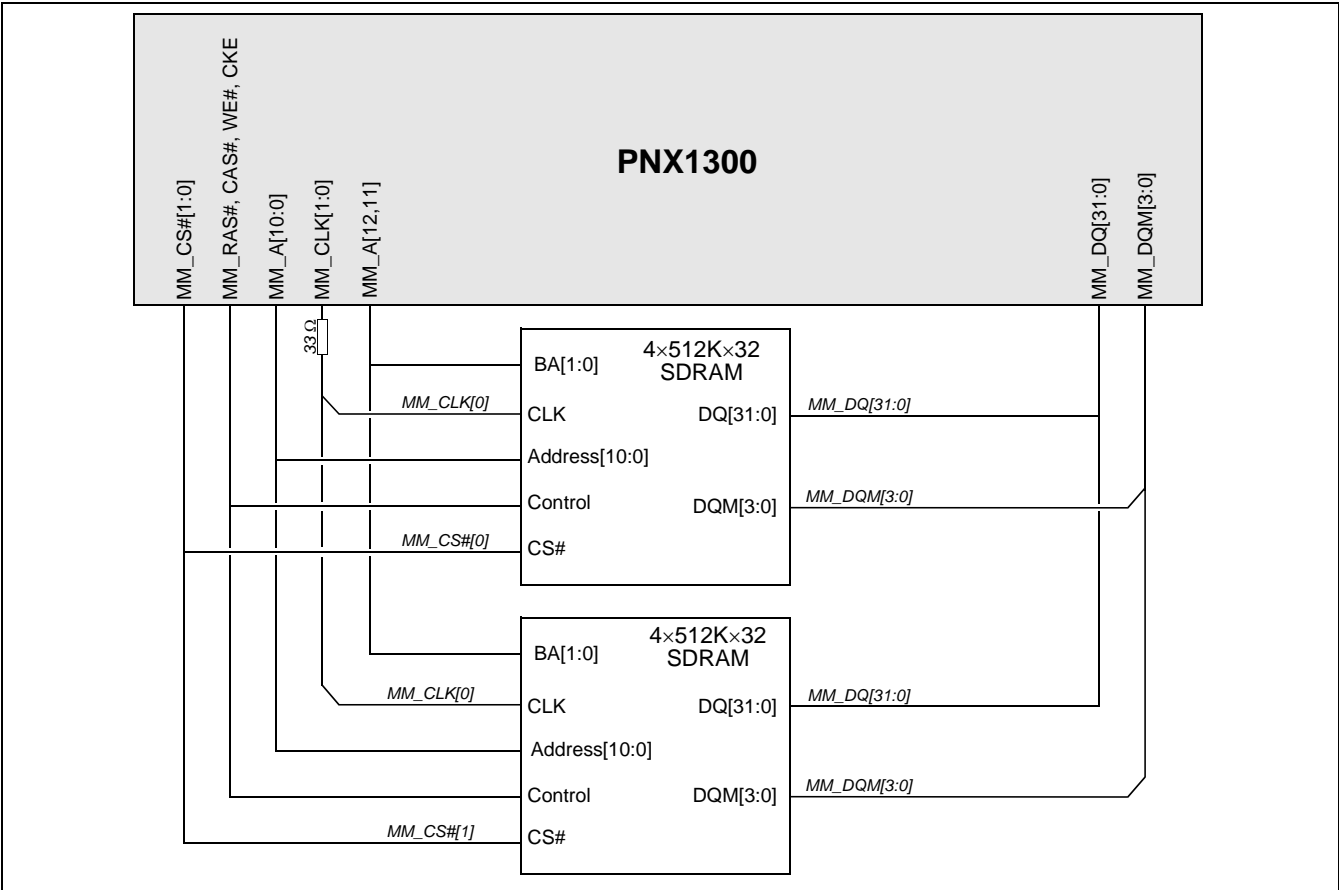 PNX1300
MM_CS#[1:0]
MM_RAS#, CAS#, WE#, CKE
MM_A[10:0]
MM_CLK[1:0]
MM_A[12,11]
MM_DQ[31:0]
MM_DQM[3:0]
33 Ω
4×512K×32
SDRAM
BA[1:0]
MM_CLK[0]
CLK
DQ[31:0]
MM_DQ[31:0]
Address[10:0]
Control
DQM[3:0]
MM_DQM[3:0]
MM_CS#[0]
CS#
4×512K×32
SDRAM
BA[1:0]
MM_CLK[0]
CLK
DQ[31:0]
MM_DQ[31:0]
Address[10:0]
Control
DQM[3:0]
MM_DQM[3:0]
MM_CS#[1]
CS#